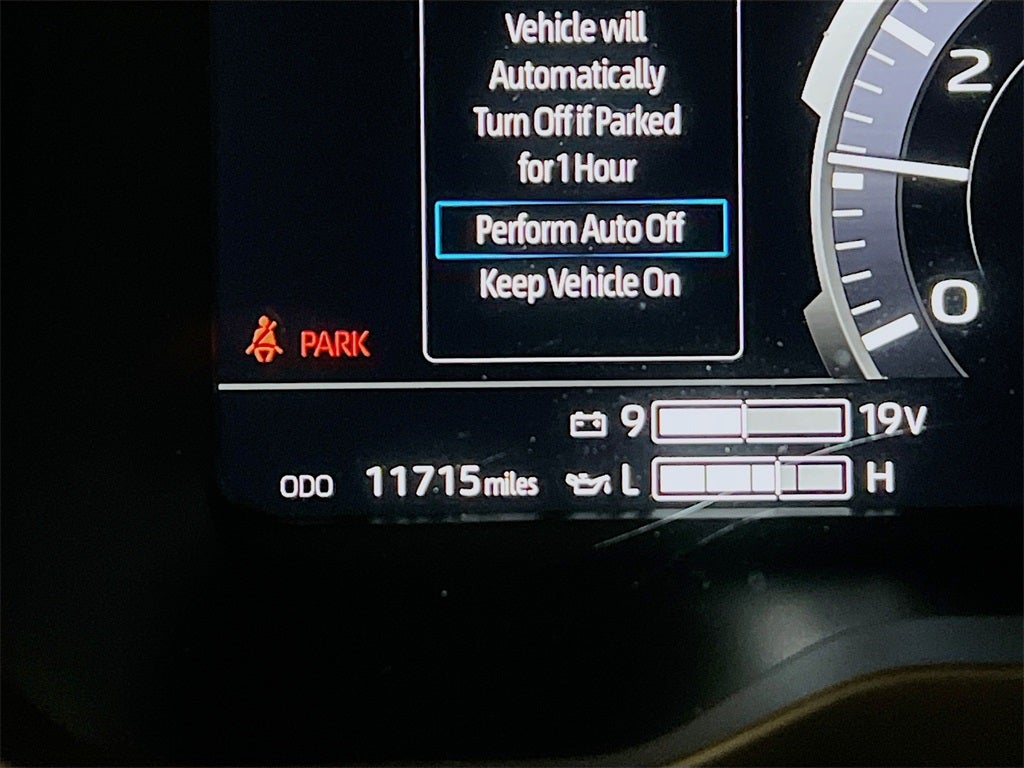 Vehicle will
Automatically
Turn Off if Parked
for 1 Hour
Perform Auto Off
Keep Vehicle On
2
0
PARK
9 19V
ODO 11715 miles L H